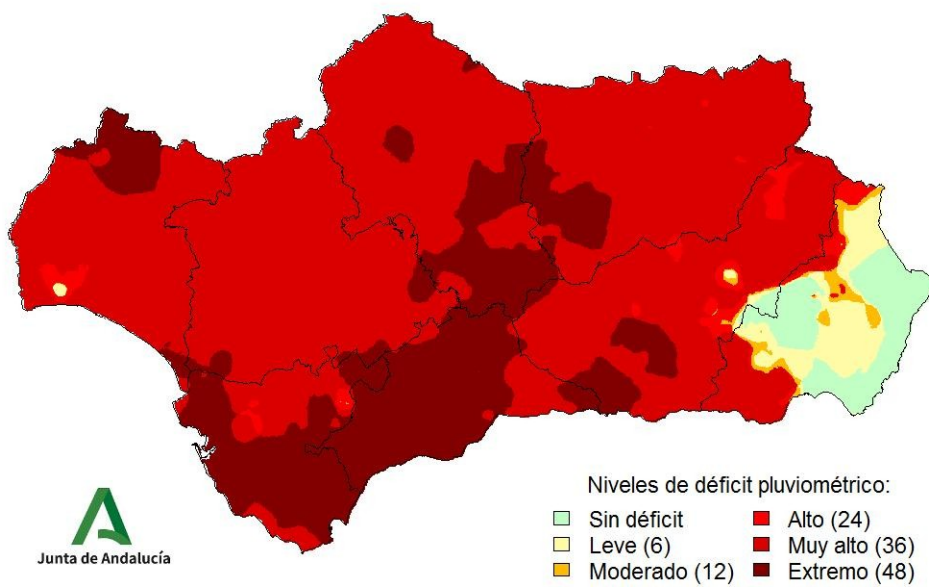 Niveles de déficit pluviométrico:
Sin déficit
Alto (24)
Leve (6)
Muy alto (36)
Moderado (12)
Extremo (48)
Junta de Andalucía